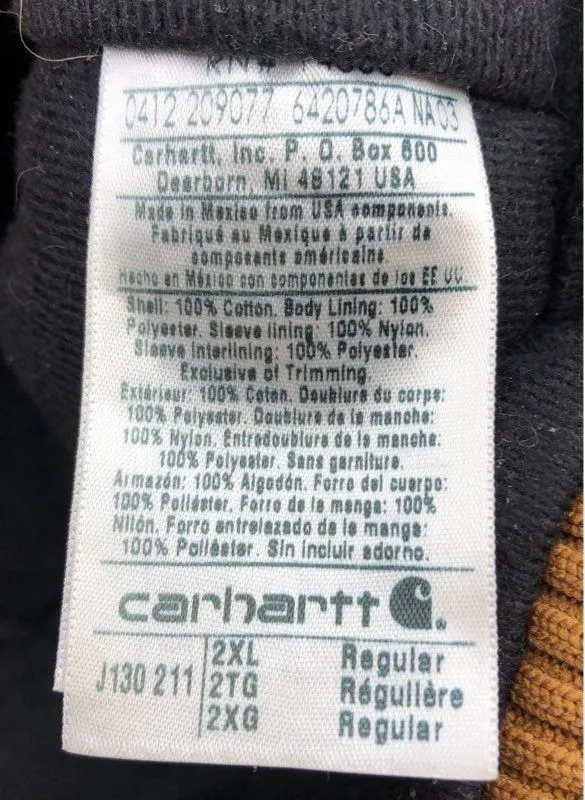 0412 209077 6420786A NA03
Carhartt, Inc. P. O. Box 600
Dearborn, MI 48121 USA
Made in Mexico from USA components.
Fabriqué au Mexique à partir de
composants américains
Hecho en México con componentes de los EE UU.
Shell: 100% Cotton. Body Lining: 100%
Polyester. Sleeve lining: 100% Nylon.
Sleeve Interlining: 100% Polyester.
Exclusive of Trimming.
Extérieur: 100% Coton. Doublure du corps:
100% Polyester. Doublure de la manche:
100% Nylon. Entredoublure de la manche:
100% Polyester. Sans garniture.
Armazón: 100% Algodón. Forro del cuerpo:
100% Poliéster. Forro de la manga: 100%
Nilón. Forro entrelazado de la manga:
100% Poliéster. Sin incluir adorno.
carhartt
2XL Regular
J130 211 2TG Régulière
2XG Regular